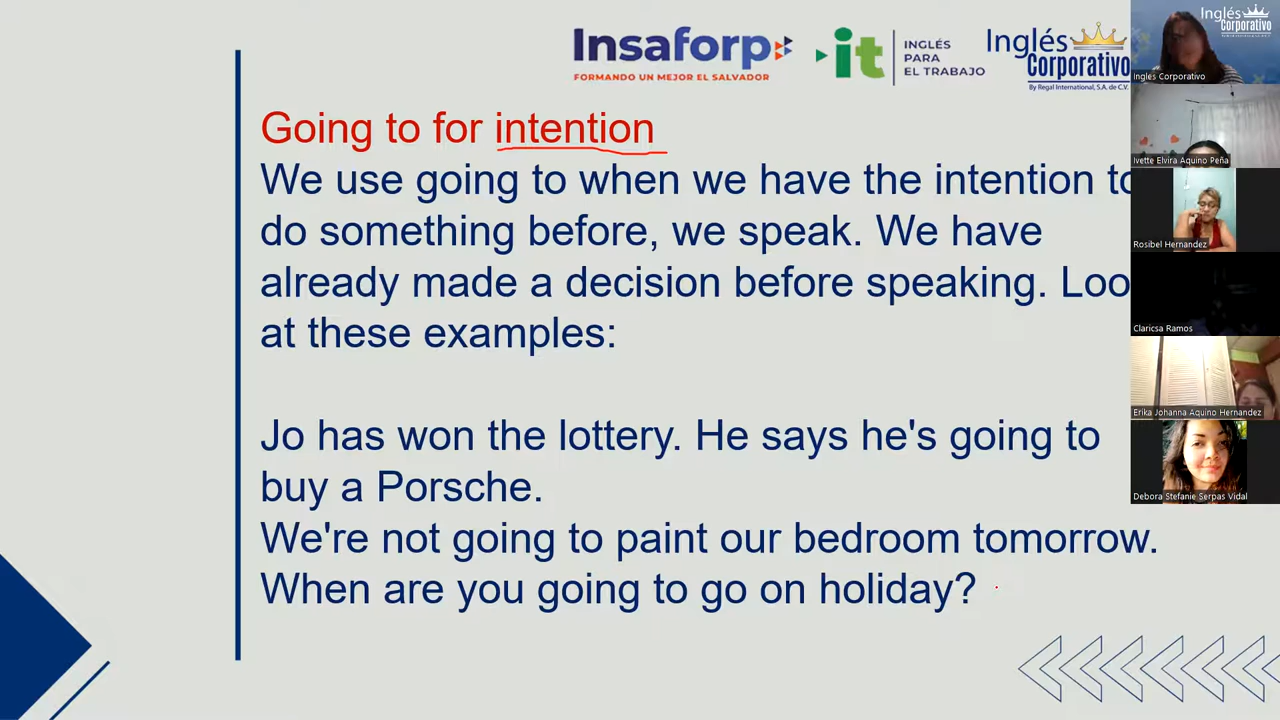 Insaforp
FORMANDO UN MEJOR EL SALVADOR
it
INGLÉS
PARA
EL TRABAJO
Inglés
Corporativo
By Regal International, S.A. de C.V.
Going to for intention
We use going to when we have the intention to
do something before, we speak. We have
already made a decision before speaking. Loo
at these examples:
Jo has won the lottery. He says he's going to
buy a Porsche.
We're not going to paint our bedroom tomorrow.
When are you going to go on holiday?
Inglés
Corporativo
Ingles Corporativo
Ivette Elvira Aquino Peña
Rosibel Hernandez
Claricsa Ramos
Erika Johanna Aquino Hernandez
Debora Stefanie Serpas Vidal